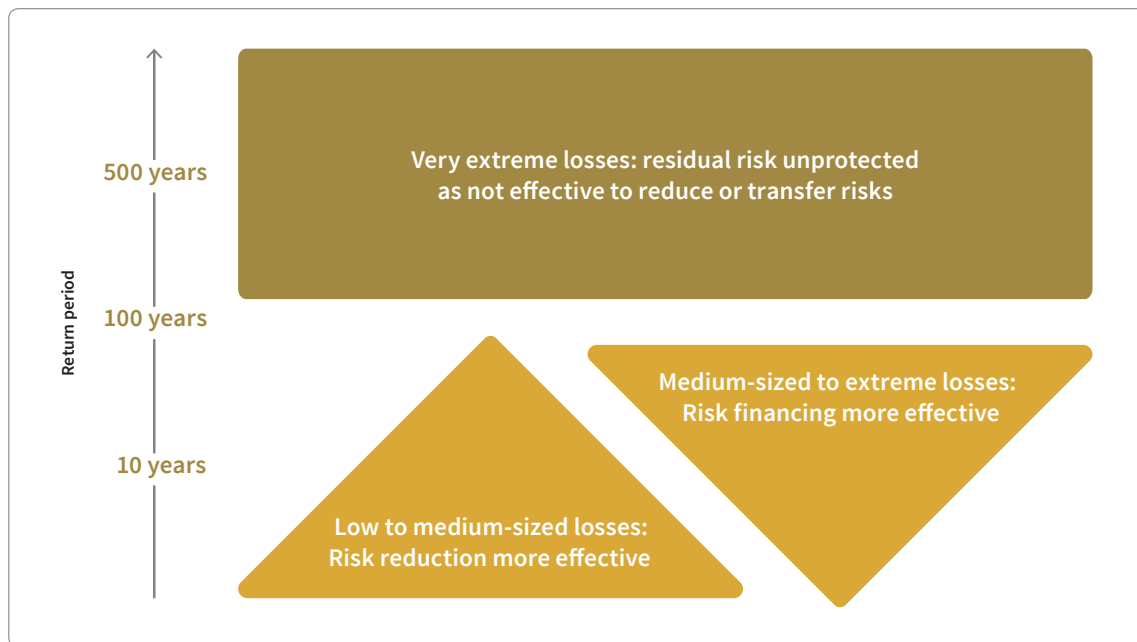 Return period
500 years
100 years
10 years
Very extreme losses: residual risk unprotected
as not effective to reduce or transfer risks
Medium-sized to extreme losses:
Risk financing more effective
Low to medium-sized losses:
Risk reduction more effective